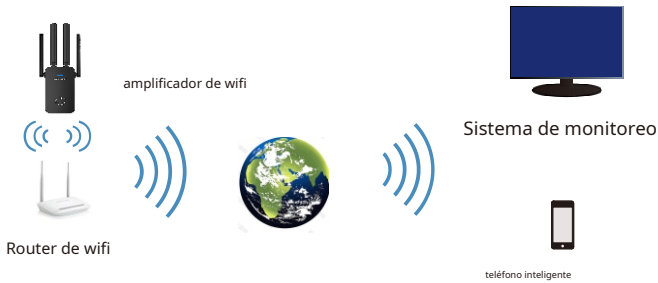 amplificador de wifi
Sistema de monitoreo
Router de wifi
teléfono inteligente